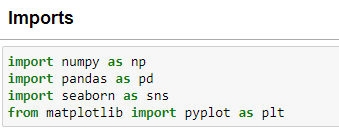 Imports
import numpy as np
import pandas as pd
import seaborn as sns
from matplotlib import pyplot as plt